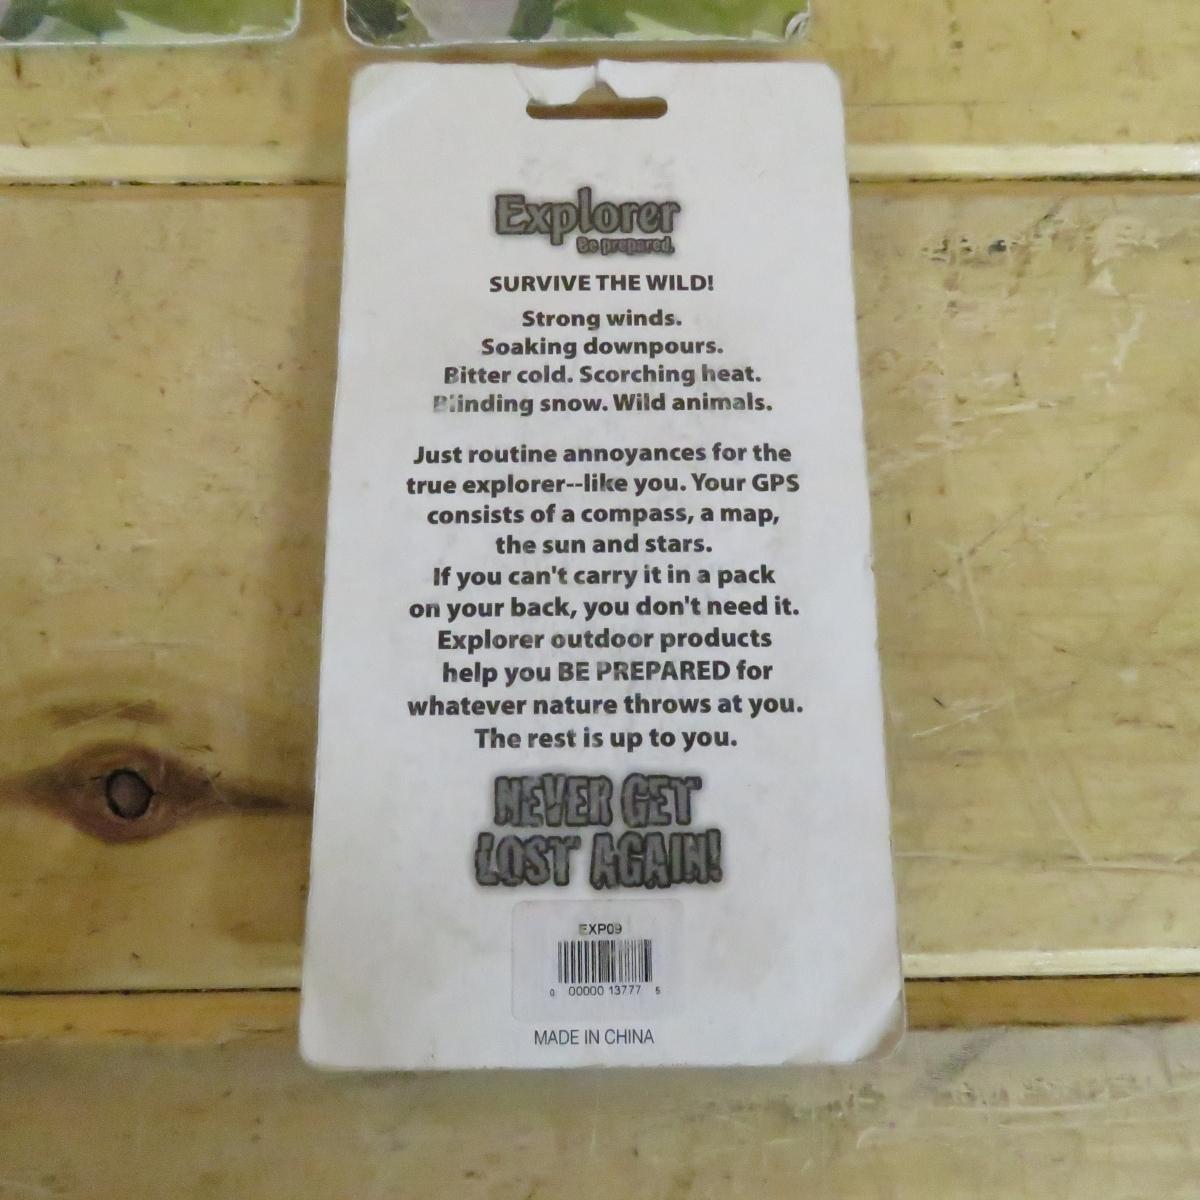 Explorer
Be prepared.
SURVIVE THE WILD!
Strong winds.
Soaking downpours.
Bitter cold. Scorching heat.
Blinding snow. Wild animals.
Just routine annoyances for the
true explorer--like you. Your GPS
consists of a compass, a map,
the sun and stars.
If you can't carry it in a pack
on your back, you don't need it.
Explorer outdoor products
help you BE PREPARED for
whatever nature throws at you.
The rest is up to you.
NEVER GET
LOST AGAIN!
EXP09
0 00000 13777 5
MADE IN CHINA